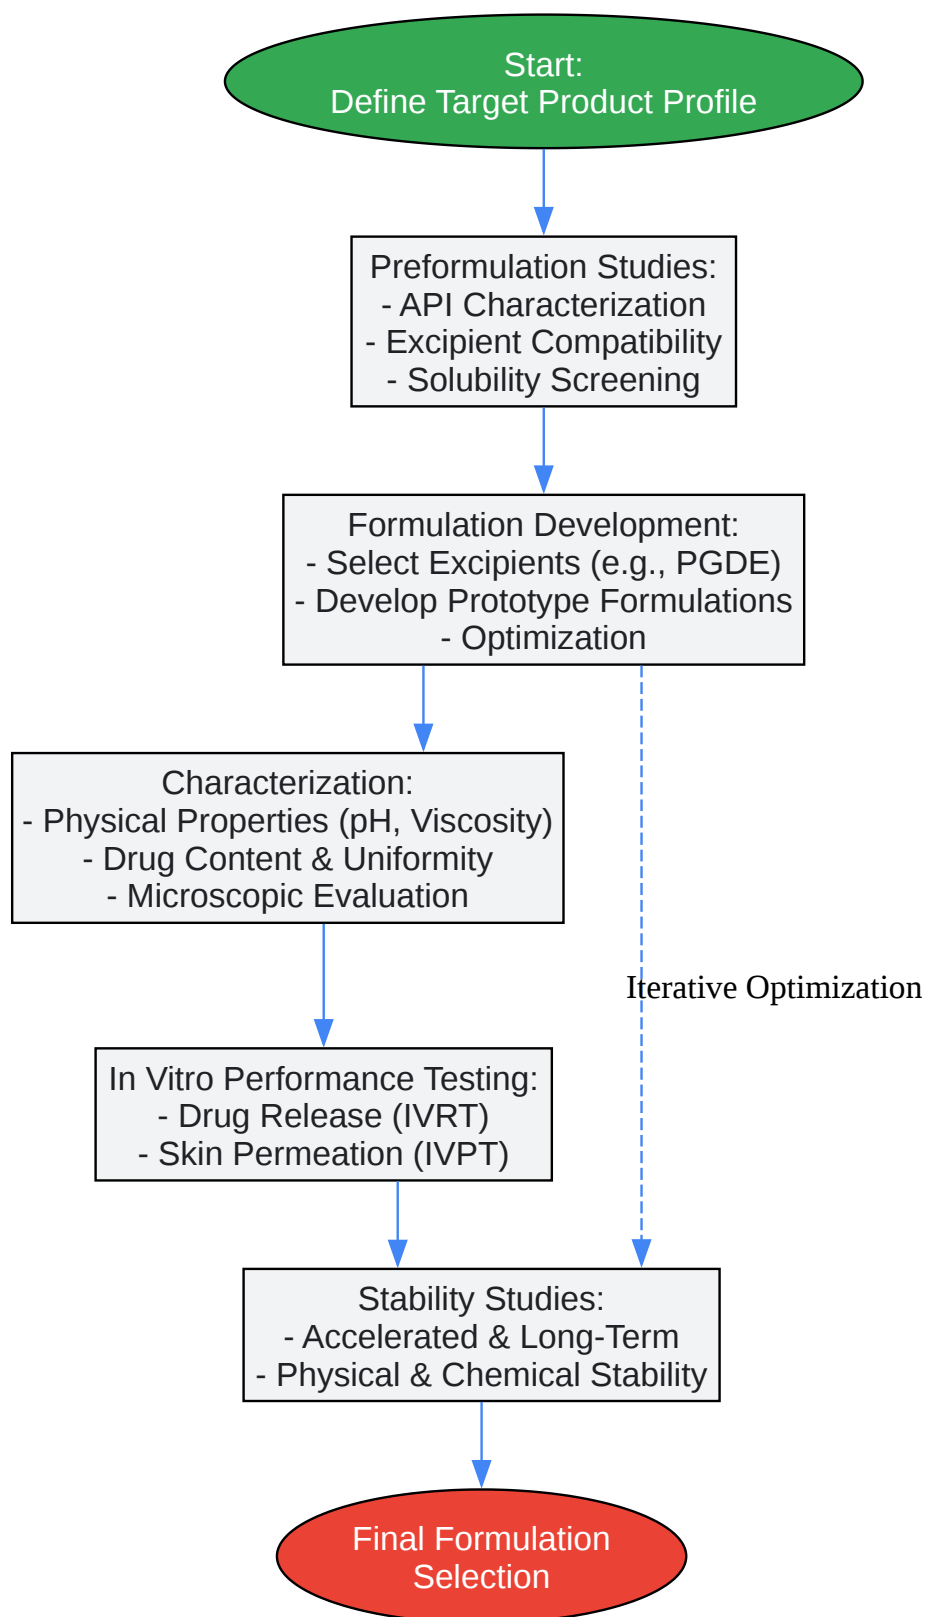 Start:
Define Target Product Profile
Preformulation Studies:
- API Characterization
- Excipient Compatibility
- Solubility Screening
Formulation Development:
- Select Excipients (e.g., PGDE)
- Develop Prototype Formulations
- Optimization
Characterization:
- Physical Properties (pH, Viscosity)
- Drug Content & Uniformity
- Microscopic Evaluation
Iterative Optimization
In Vitro Performance Testing:
- Drug Release (IVRT)
- Skin Permeation (IVPT)
Stability Studies:
- Accelerated & Long-Term
- Physical & Chemical Stability
Final Formulation
Selection